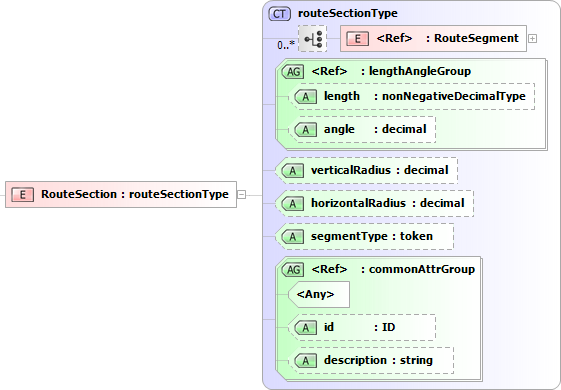 CT routeSectionType
0..*
E <Ref> : RouteSegment
AG <Ref> : lengthAngleGroup
A length : nonNegativeDecimalType
A angle : decimal
A verticalRadius : decimal
E RouteSection : routeSectionType
A horizontalRadius : decimal
A segmentType : token
AG <Ref> : commonAttrGroup
<Any>
A id : ID
A description : string